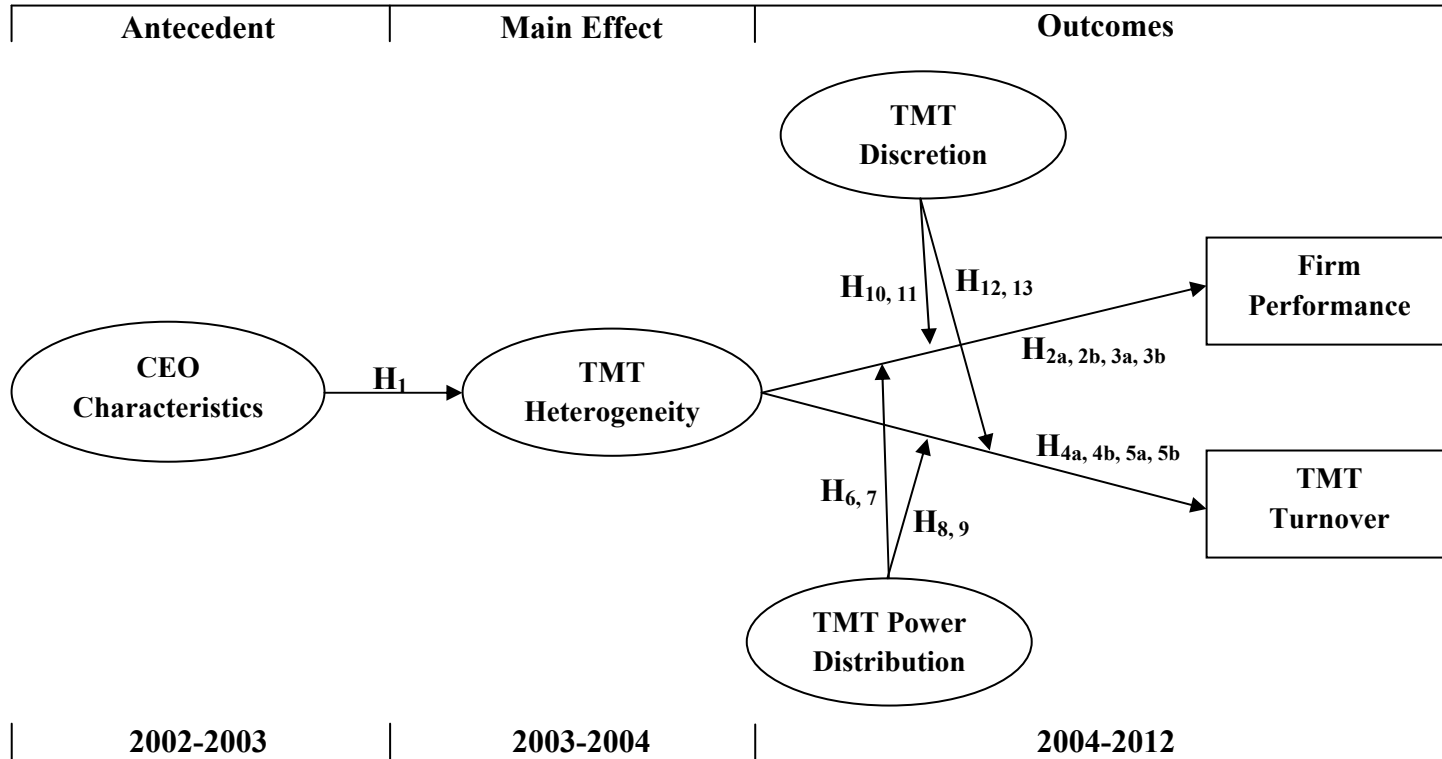 Antecedent
Main Effect
Outcomes
TMT
Discretion
H10, 11
H12, 13
Firm
Performance
H2a, 2b, 3a, 3b
CEO
Characteristics
H1
TMT
Heterogeneity
H4a, 4b, 5a, 5b
H6, 7
H8, 9
TMT
Turnover
TMT Power
Distribution
2002-2003
2003-2004
2004-2012